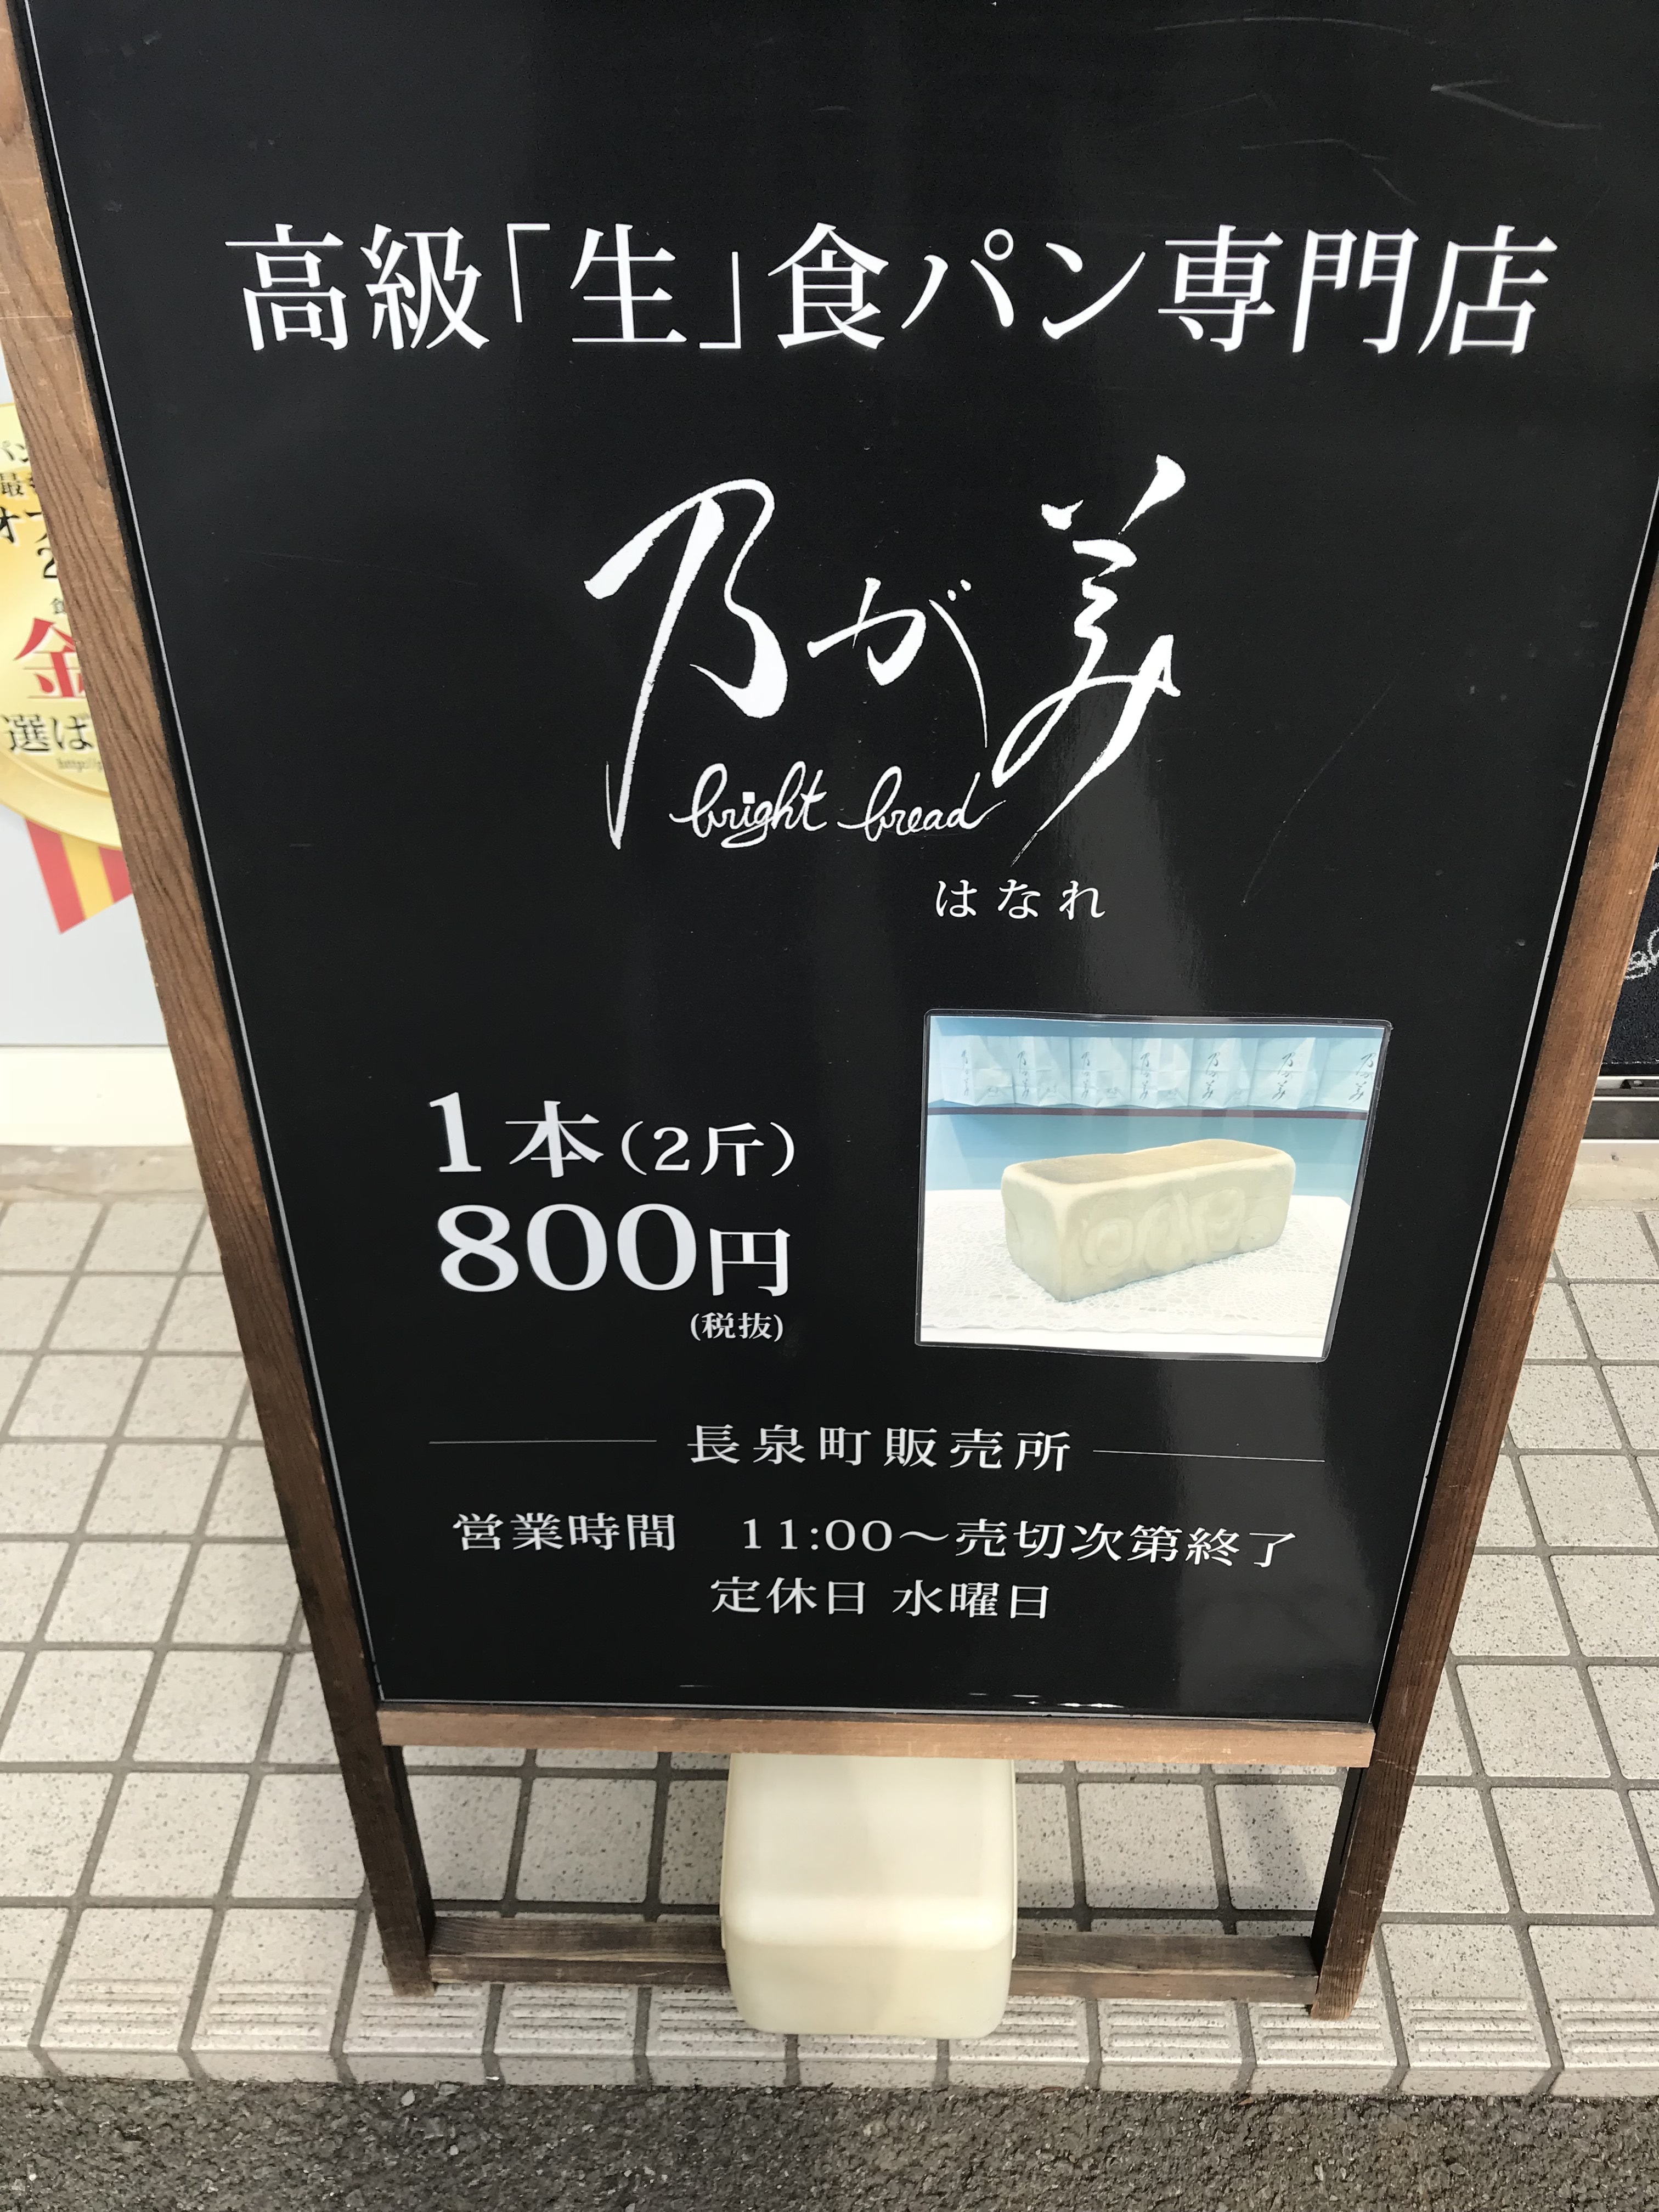 高級「生」食パン専門店
乃が美
bright bread
はなれ
1本（2斤）
800円
(税抜)
長泉町販売所
営業時間　11:00〜売切次第終了
定休日 水曜日
選ば